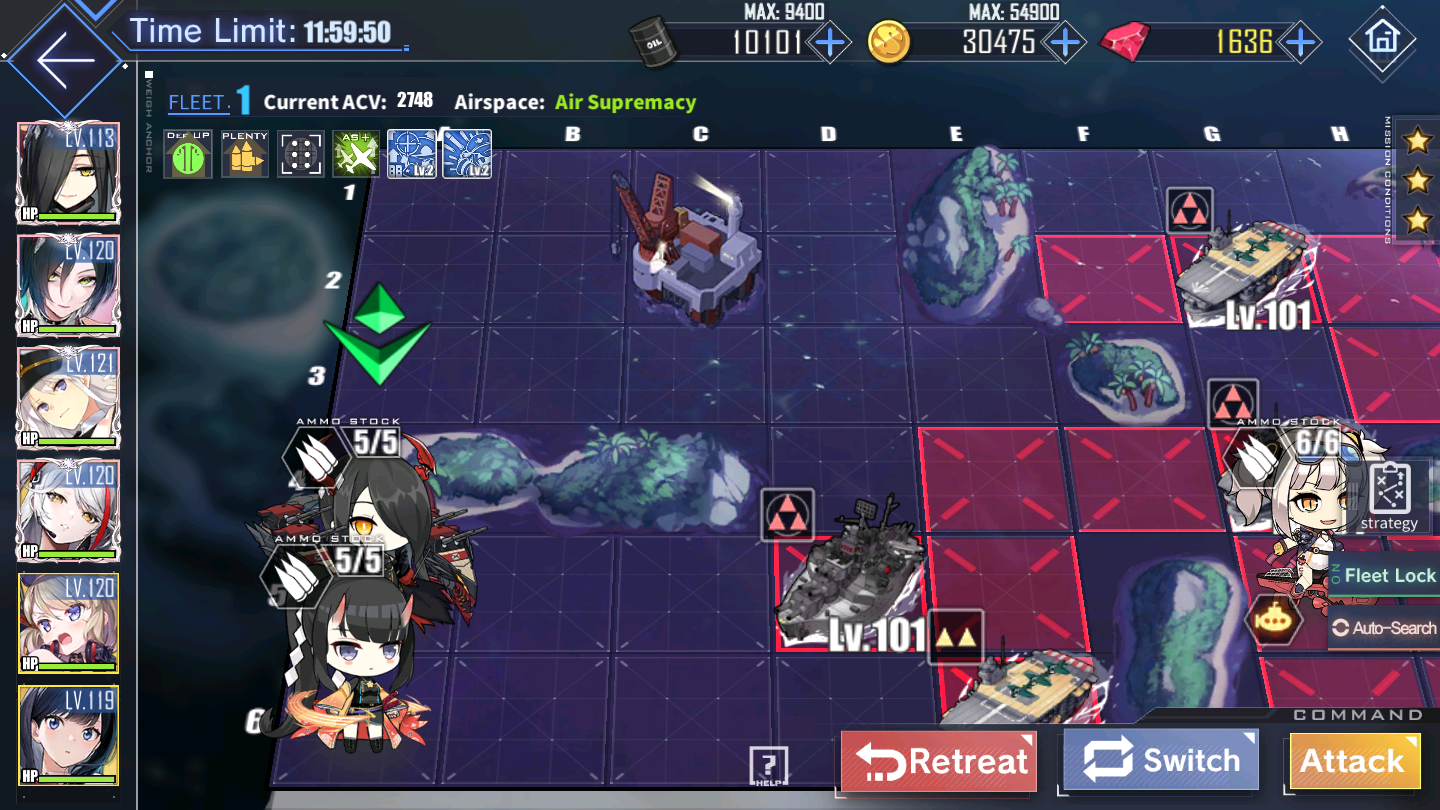 Time Limit: 11:59:50
OIL
MAX: 9400
10101
MAX: 54900
30475
1636
WEIGH ANCHOR
FLEET. 1 Current ACV: 2748 Airspace: Air Supremacy
DEF UP
PLENTY
AS+
Lv.2
Lv.2
B C D E F G H
1
2
3
5
6
MISSION CONDITIONS
LV.113
HP
LV.120
HP
LV.121
HP
LV.120
HP
LV.120
HP
LV.119
HP
Lv.101
AMMO STOCK
5/5
AMMO STOCK
6/6
strategy
AMMO STOCK
5/5
Lv.101
NO Fleet Lock
Auto-Search
COMMAND
?
HELP
Retreat
Switch
Attack